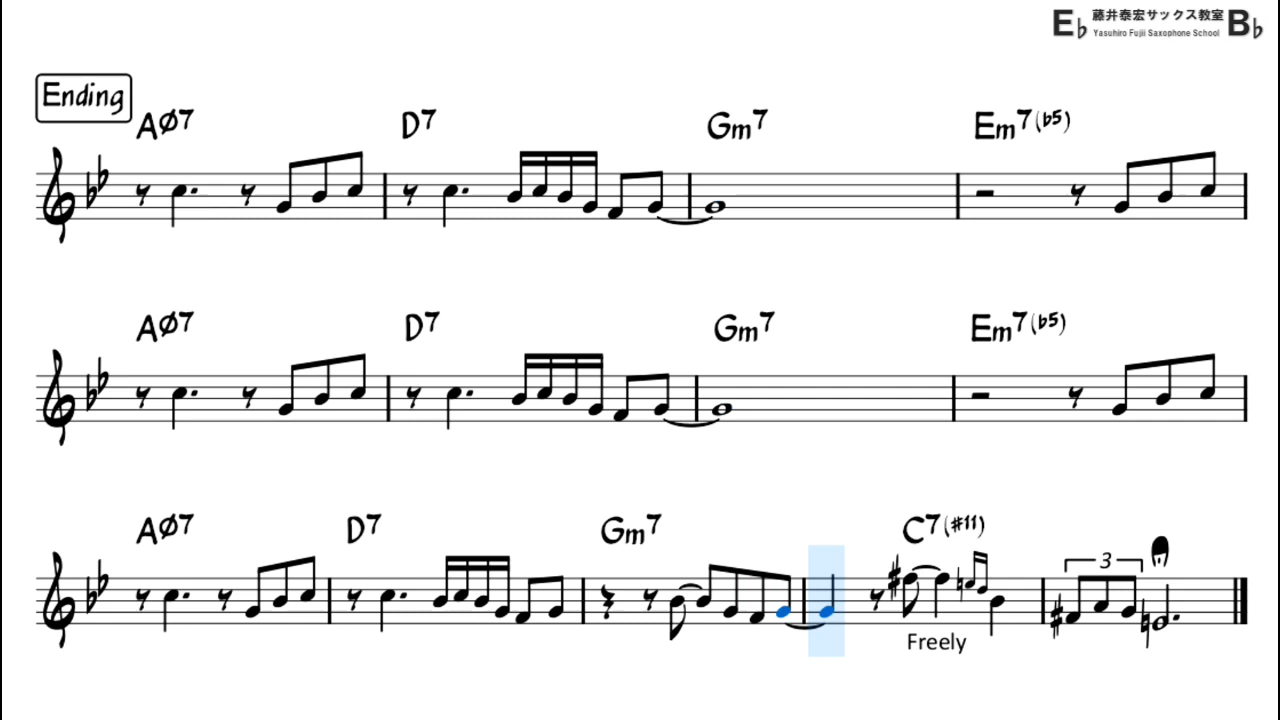 E♭ 藤井泰宏サックス教室 B♭
Yasuhiro Fujii Saxophone School
Ending
AØ7 D7 Gm7 Em7(♭5)
AØ7 D7 Gm7 Em7(♭5)
AØ7 D7 Gm7 C7(♯11)
3
Freely